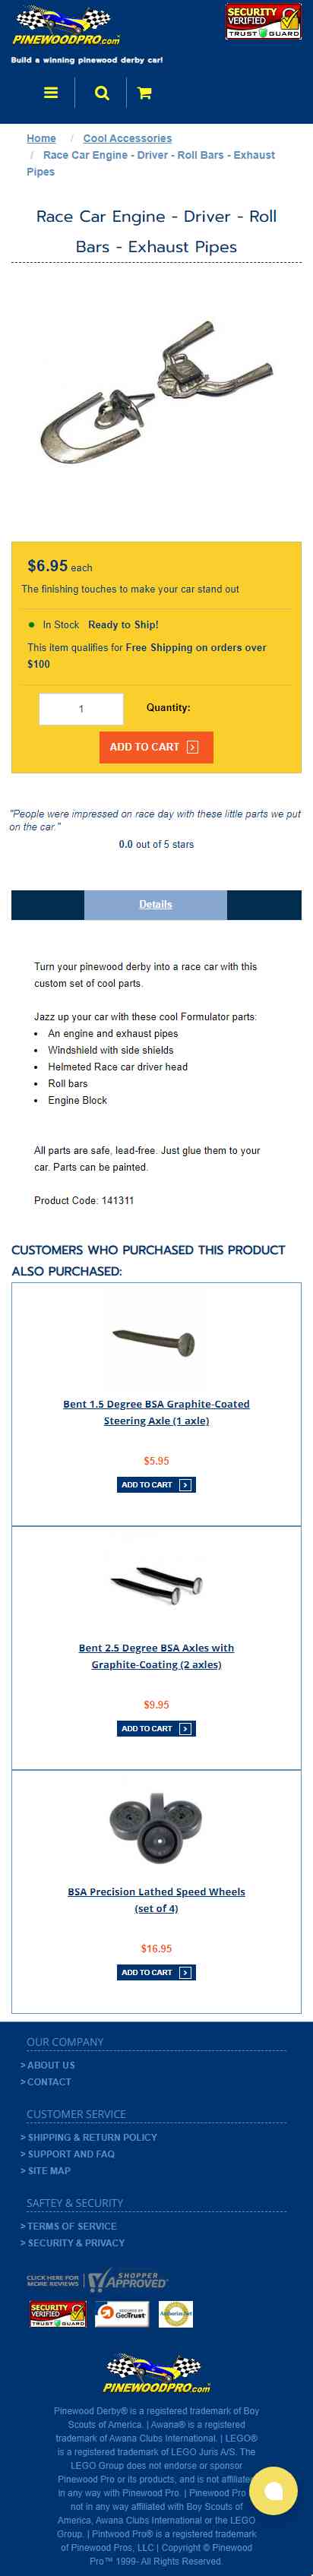 PINEWOODPRO.com
SECURITY
VERIFIED
TRUST GUARD
Build a winning pinewood derby car!
Home / Cool Accessories
/ Race Car Engine - Driver - Roll Bars - Exhaust
Pipes
Race Car Engine - Driver - Roll
Bars - Exhaust Pipes
$6.95 each
The finishing touches to make your car stand out
In Stock Ready to Ship!
This item qualifies for Free Shipping on orders over
$100
1 Quantity:
ADD TO CART
"People were impressed on race day with these little parts we put
on the car."
0.0 out of 5 stars
Details
Turn your pinewood derby into a race car with this
custom set of cool parts.
Jazz up your car with these cool Formulator parts:
• An engine and exhaust pipes
• Windshield with side shields
• Helmeted Race car driver head
• Roll bars
• Engine Block
All parts are safe, lead-free. Just glue them to your
car. Parts can be painted.
Product Code: 141311
CUSTOMERS WHO PURCHASED THIS PRODUCT
ALSO PURCHASED:
Bent 1.5 Degree BSA Graphite-Coated
Steering Axle (1 axle)
$5.95
ADD TO CART
Bent 2.5 Degree BSA Axles with
Graphite-Coating (2 axles)
$9.95
ADD TO CART
BSA Precision Lathed Speed Wheels
(set of 4)
$16.95
ADD TO CART
OUR COMPANY
> ABOUT US
> CONTACT
CUSTOMER SERVICE
> SHIPPING & RETURN POLICY
> SUPPORT AND FAQ
> SITE MAP
SAFTEY & SECURITY
> TERMS OF SERVICE
> SECURITY & PRIVACY
CLICK HERE FOR
MORE REVIEWS
SHOPPER
APPROVED
SECURITY
VERIFIED
TRUST GUARD
SECURED BY
GeoTrust
Authorize.Net
PINEWOODPRO.com
Pinewood Derby® is a registered trademark of Boy
Scouts of America. | Awana® is a registered
trademark of Awana Clubs International. | LEGO®
is a registered trademark of LEGO Juris A/S. The
LEGO Group does not endorse or sponsor
Pinewood Pro or its products, and is not affiliated
in any way with Pinewood Pro. | Pinewood Pro
not in any way affiliated with Boy Scouts of
America, Awana Clubs International or the LEGO
Group. | Pintwood Pro® is a registered trademark
of Pinewood Pros, LLC | Copyright © Pinewood
Pro™ 1999- All Rights Reserved.